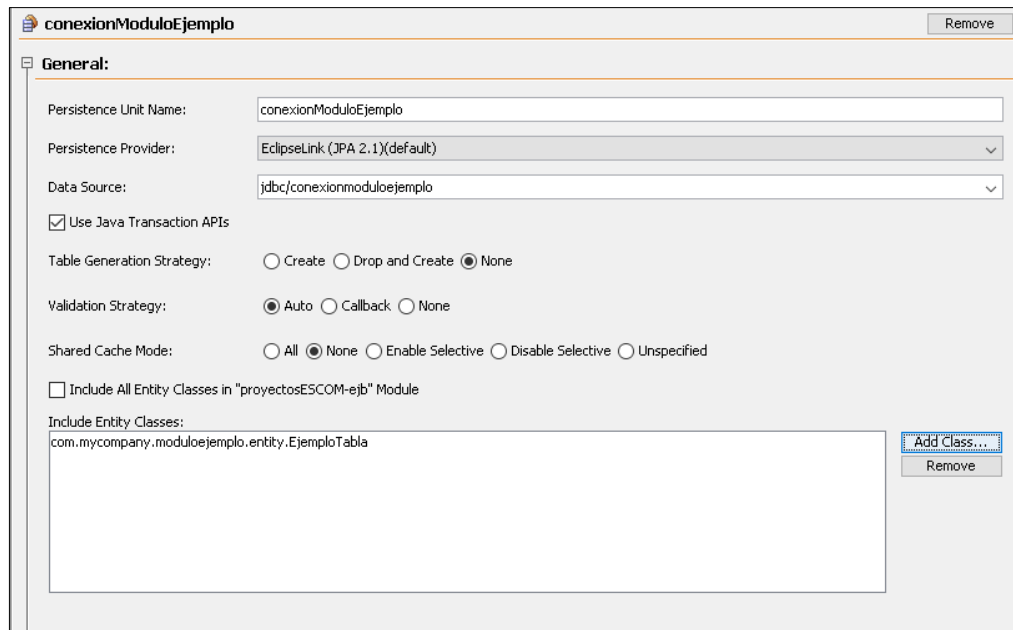 conexionModuloEjemplo Remove
General:
Persistence Unit Name: conexionModuloEjemplo
Persistence Provider: EclipseLink (JPA 2.1)(default)
Data Source: jdbc/conexionmoduloejemplo
Use Java Transaction APIs
Table Generation Strategy: Create Drop and Create None
Validation Strategy: Auto Callback None
Shared Cache Mode: All None Enable Selective Disable Selective Unspecified
Include All Entity Classes in "proyectosESCOM-ejb" Module
Include Entity Classes:
com.mycompany.moduloejemplo.entity.EjemploTabla Add Class...
Remove